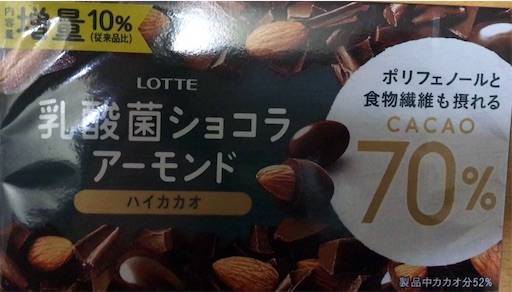 内容量
増量10%
(従来品比)
LOTTE
乳酸菌ショコラ
アーモンド
ハイカカオ
ポリフェノールと
食物繊維も摂れる
CACAO
70%
製品中カカオ分52%